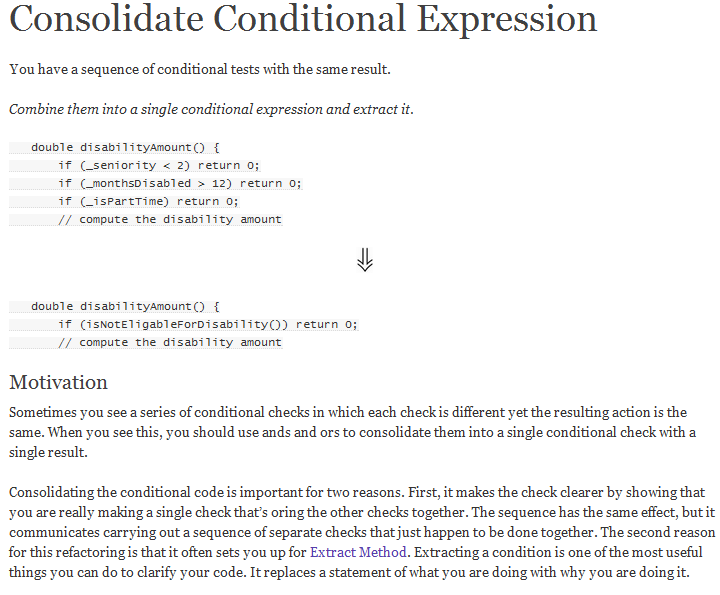 Consolidate Conditional Expression
You have a sequence of conditional tests with the same result.
Combine them into a single conditional expression and extract it.
double disabilityAmount() {
if (_seniority < 2) return 0;
if (_monthsDisabled > 12) return 0;
if (_isPartTime) return 0;
// compute the disability amount
double disabilityAmount() {
if (isNotEligableForDisability()) return 0;
// compute the disability amount
Motivation
Sometimes you see a series of conditional checks in which each check is different yet the resulting action is the
same. When you see this, you should use ands and ors to consolidate them into a single conditional check with a
single result.
Consolidating the conditional code is important for two reasons. First, it makes the check clearer by showing that
you are really making a single check that’s oring the other checks together. The sequence has the same effect, but it
communicates carrying out a sequence of separate checks that just happen to be done together. The second reason
for this refactoring is that it often sets you up for Extract Method. Extracting a condition is one of the most useful
things you can do to clarify your code. It replaces a statement of what you are doing with why you are doing it.